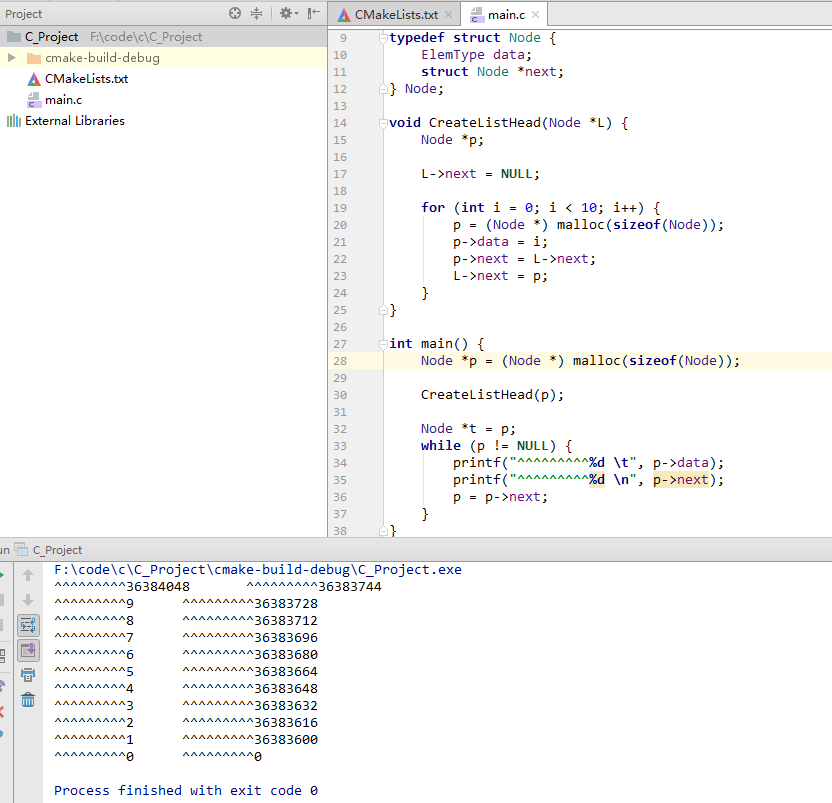 Project
C_Project F:\code\c\C_Project
cmake-build-debug
CMakeLists.txt
main.c
External Libraries
CMakeLists.txt main.c
9 typedef struct Node {
10 ElemType data;
11 struct Node *next;
12 } Node;
13
14 void CreateListHead(Node *L) {
15 Node *p;
16
17 L->next = NULL;
18
19 for (int i = 0; i < 10; i++) {
20 p = (Node *) malloc(sizeof(Node));
21 p->data = i;
22 p->next = L->next;
23 L->next = p;
24 }
25 }
26
27 int main() {
28 Node *p = (Node *) malloc(sizeof(Node));
29
30 CreateListHead(p);
31
32 Node *t = p;
33 while (p != NULL) {
34 printf("^^^^^^^^^%d \t", p->data);
35 printf("^^^^^^^^^%d \n", p->next);
36 p = p->next;
37 }
38 }
un C_Project
F:\code\c\C_Project\cmake-build-debug\C_Project.exe
^^^^^^^^^36384048 ^^^^^^^^^36383744
^^^^^^^^^9 ^^^^^^^^^36383728
^^^^^^^^^8 ^^^^^^^^^36383712
^^^^^^^^^7 ^^^^^^^^^36383696
^^^^^^^^^6 ^^^^^^^^^36383680
^^^^^^^^^5 ^^^^^^^^^36383664
^^^^^^^^^4 ^^^^^^^^^36383648
^^^^^^^^^3 ^^^^^^^^^36383632
^^^^^^^^^2 ^^^^^^^^^36383616
^^^^^^^^^1 ^^^^^^^^^36383600
^^^^^^^^^0 ^^^^^^^^^0
Process finished with exit code 0